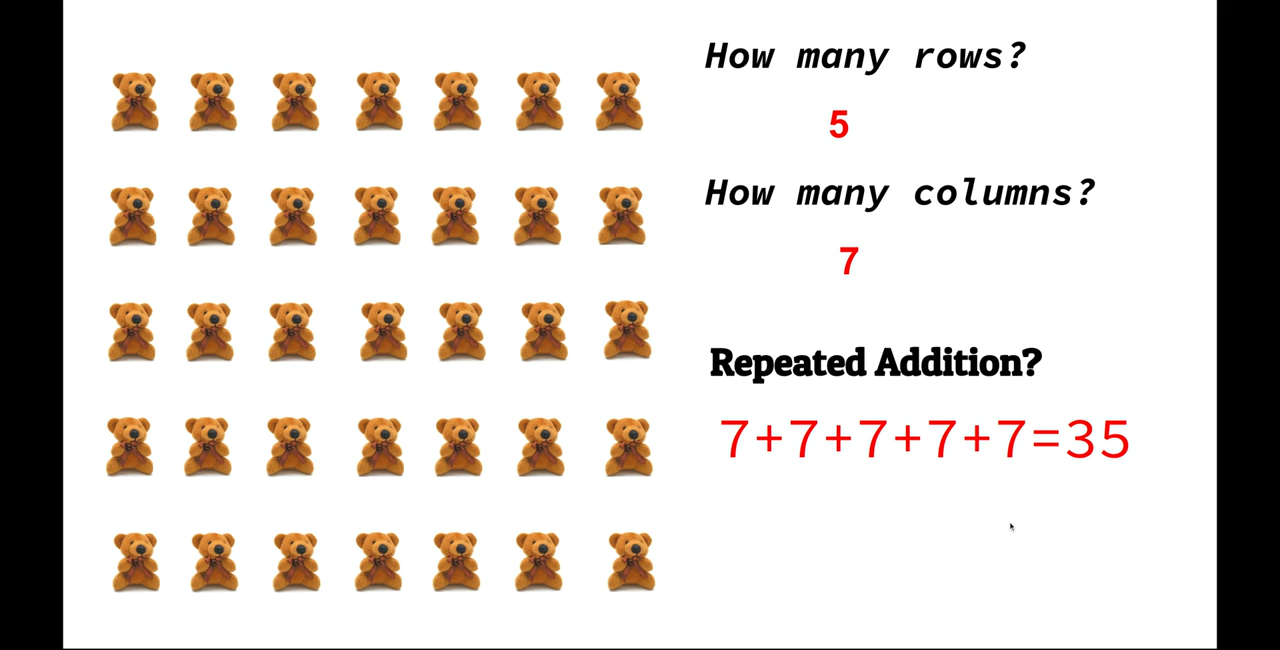 How many rows?
5
How many columns?
7
Repeated Addition?
7+7+7+7+7=35